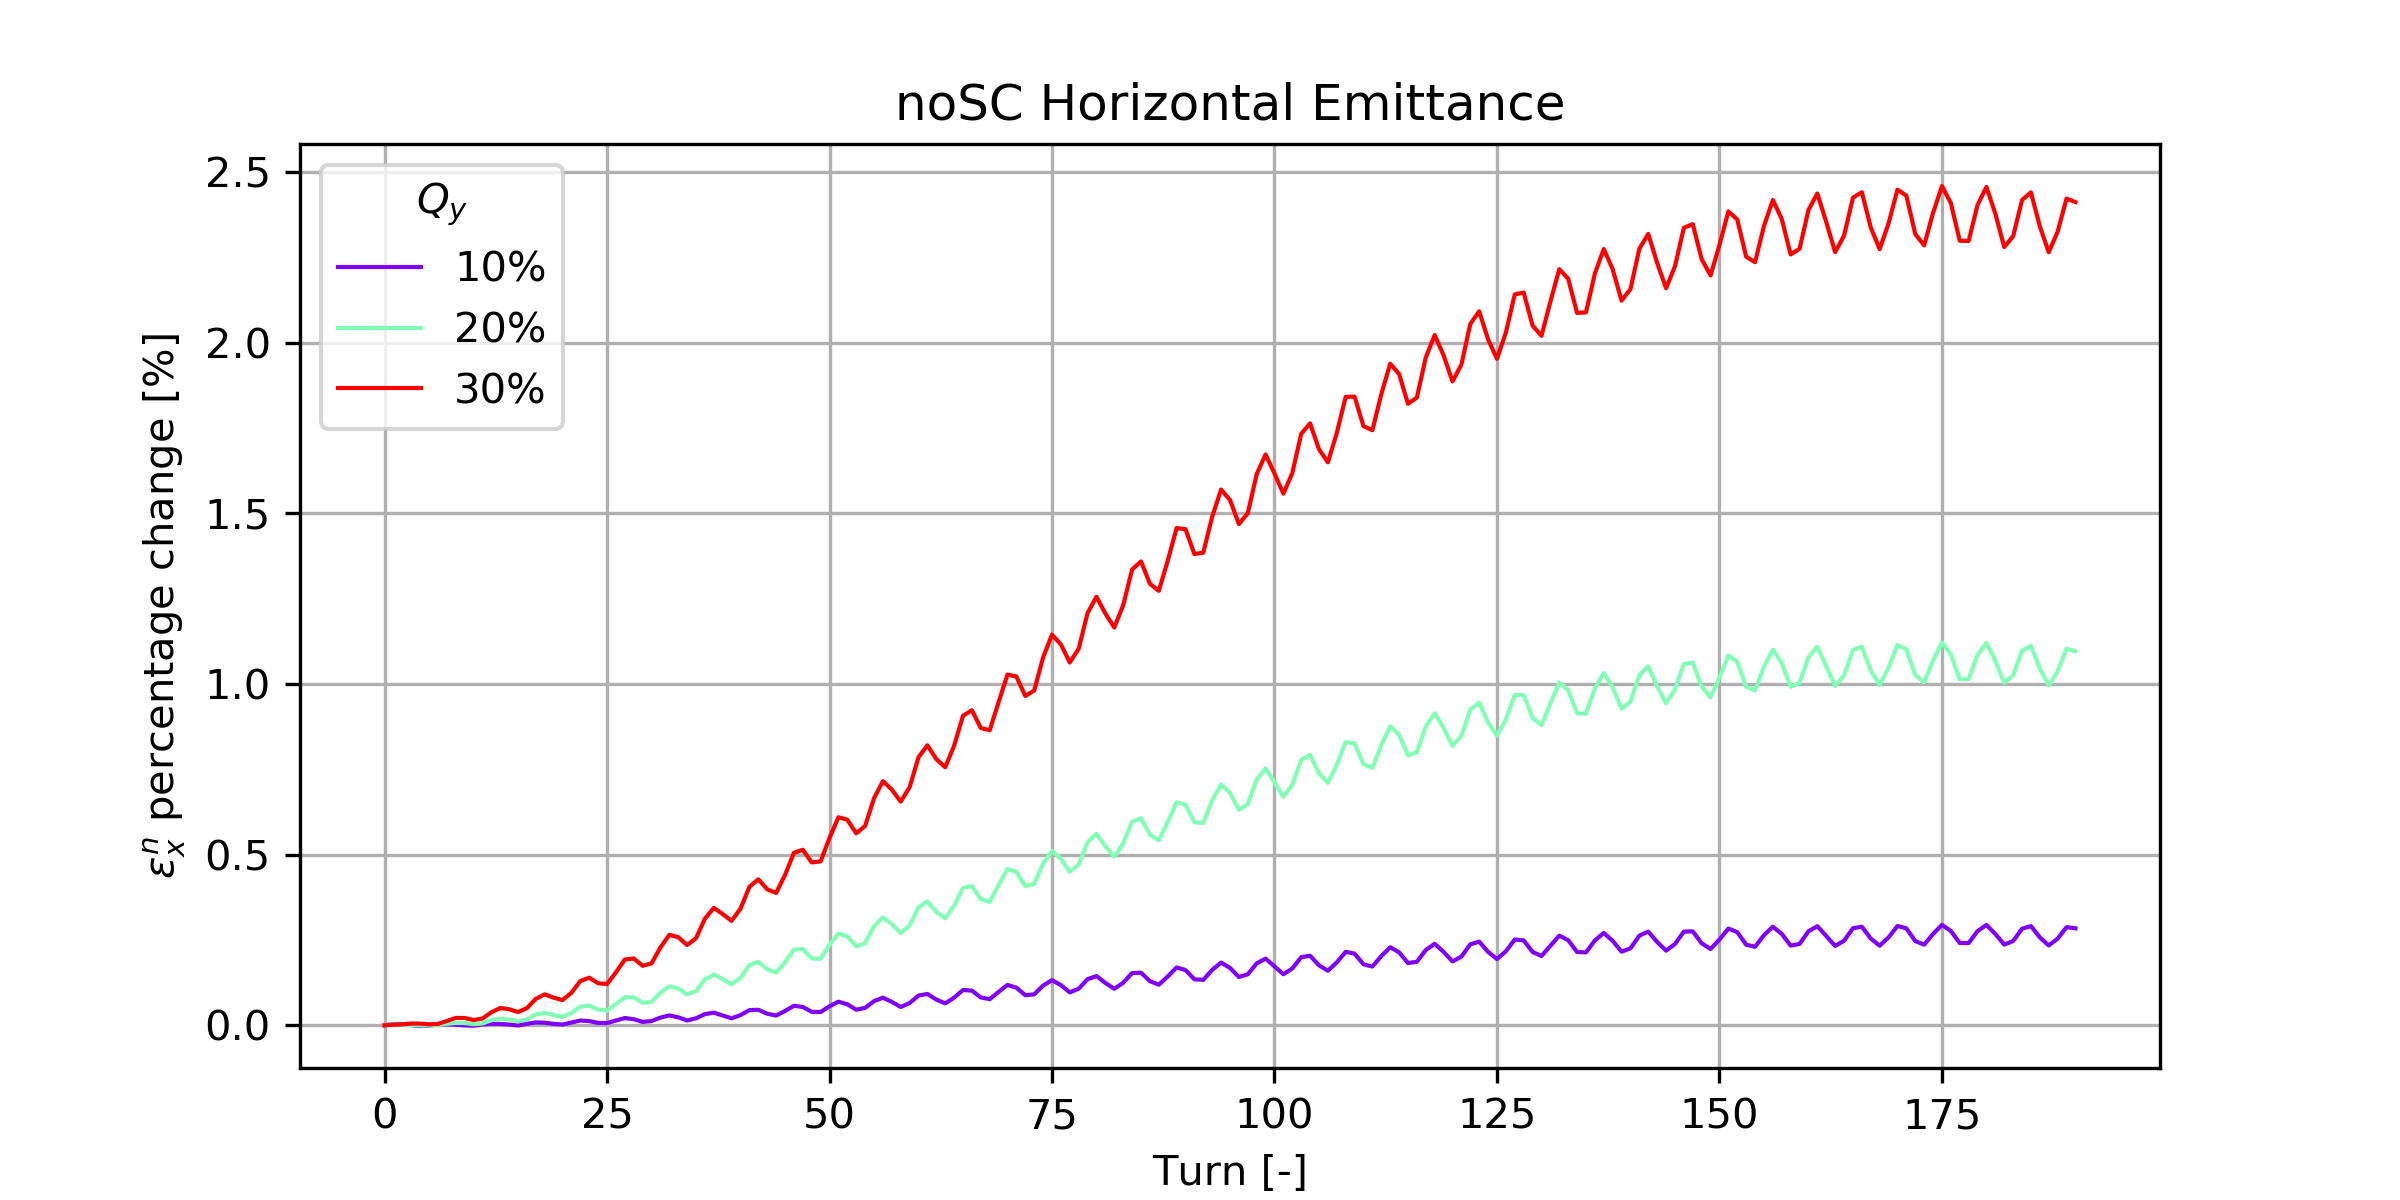 noSC Horizontal Emittance
Q_y
10%
20%
30%
ε_x^n percentage change [%]
2.5
2.0
1.5
1.0
0.5
0.0
0 25 50 75 100 125 150 175
Turn [-]